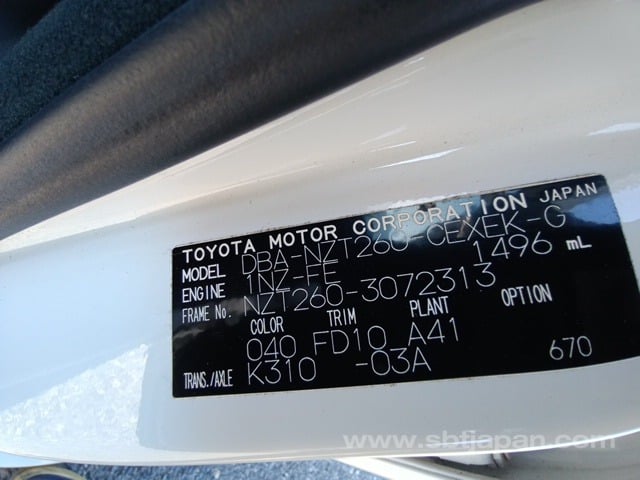 TOYOTA MOTOR CORPORATION JAPAN
MODEL DBA-NZT260-CEXEK-G
ENGINE 1NZ-FE 1496 mL
FRAME No. NZT260-3072313
COLOR TRIM PLANT OPTION
040 FD10 A41
TRANS./AXLE K310 -03A 670
www.sbtjapan.com